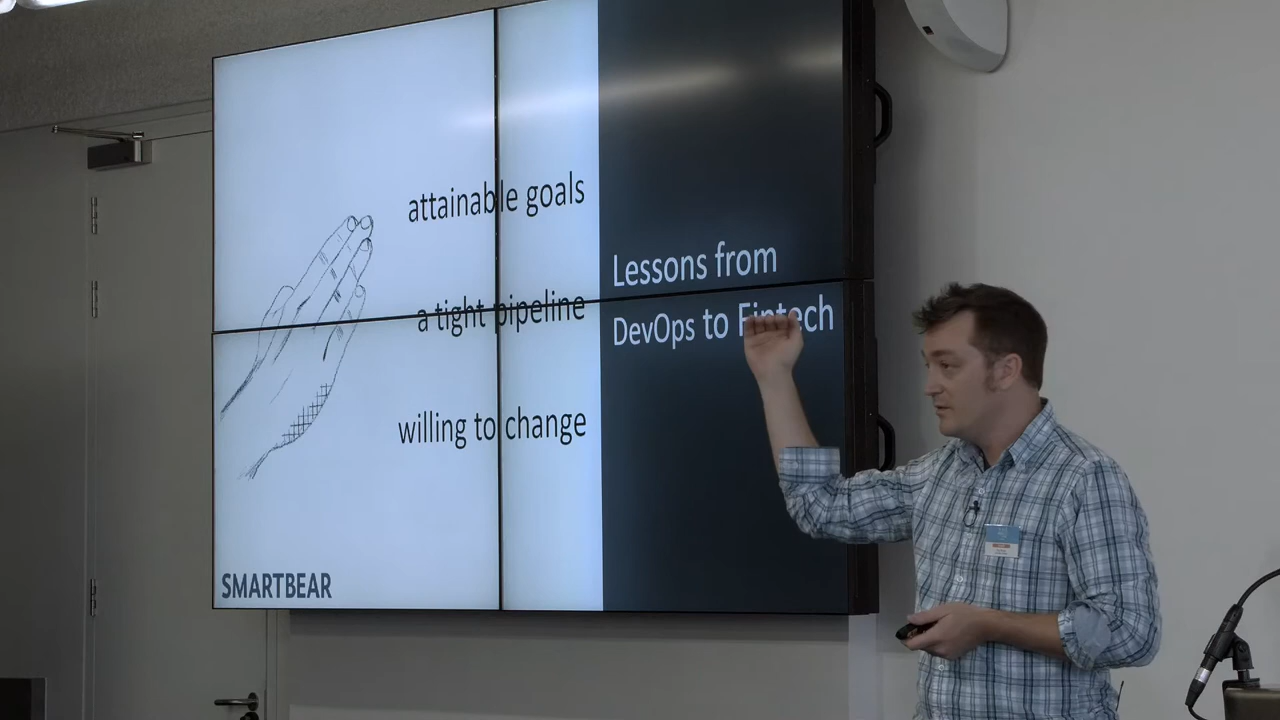 attainable goals
a tight pipeline
willing to change
SMARTBEAR
Lessons from
DevOps to Fintech